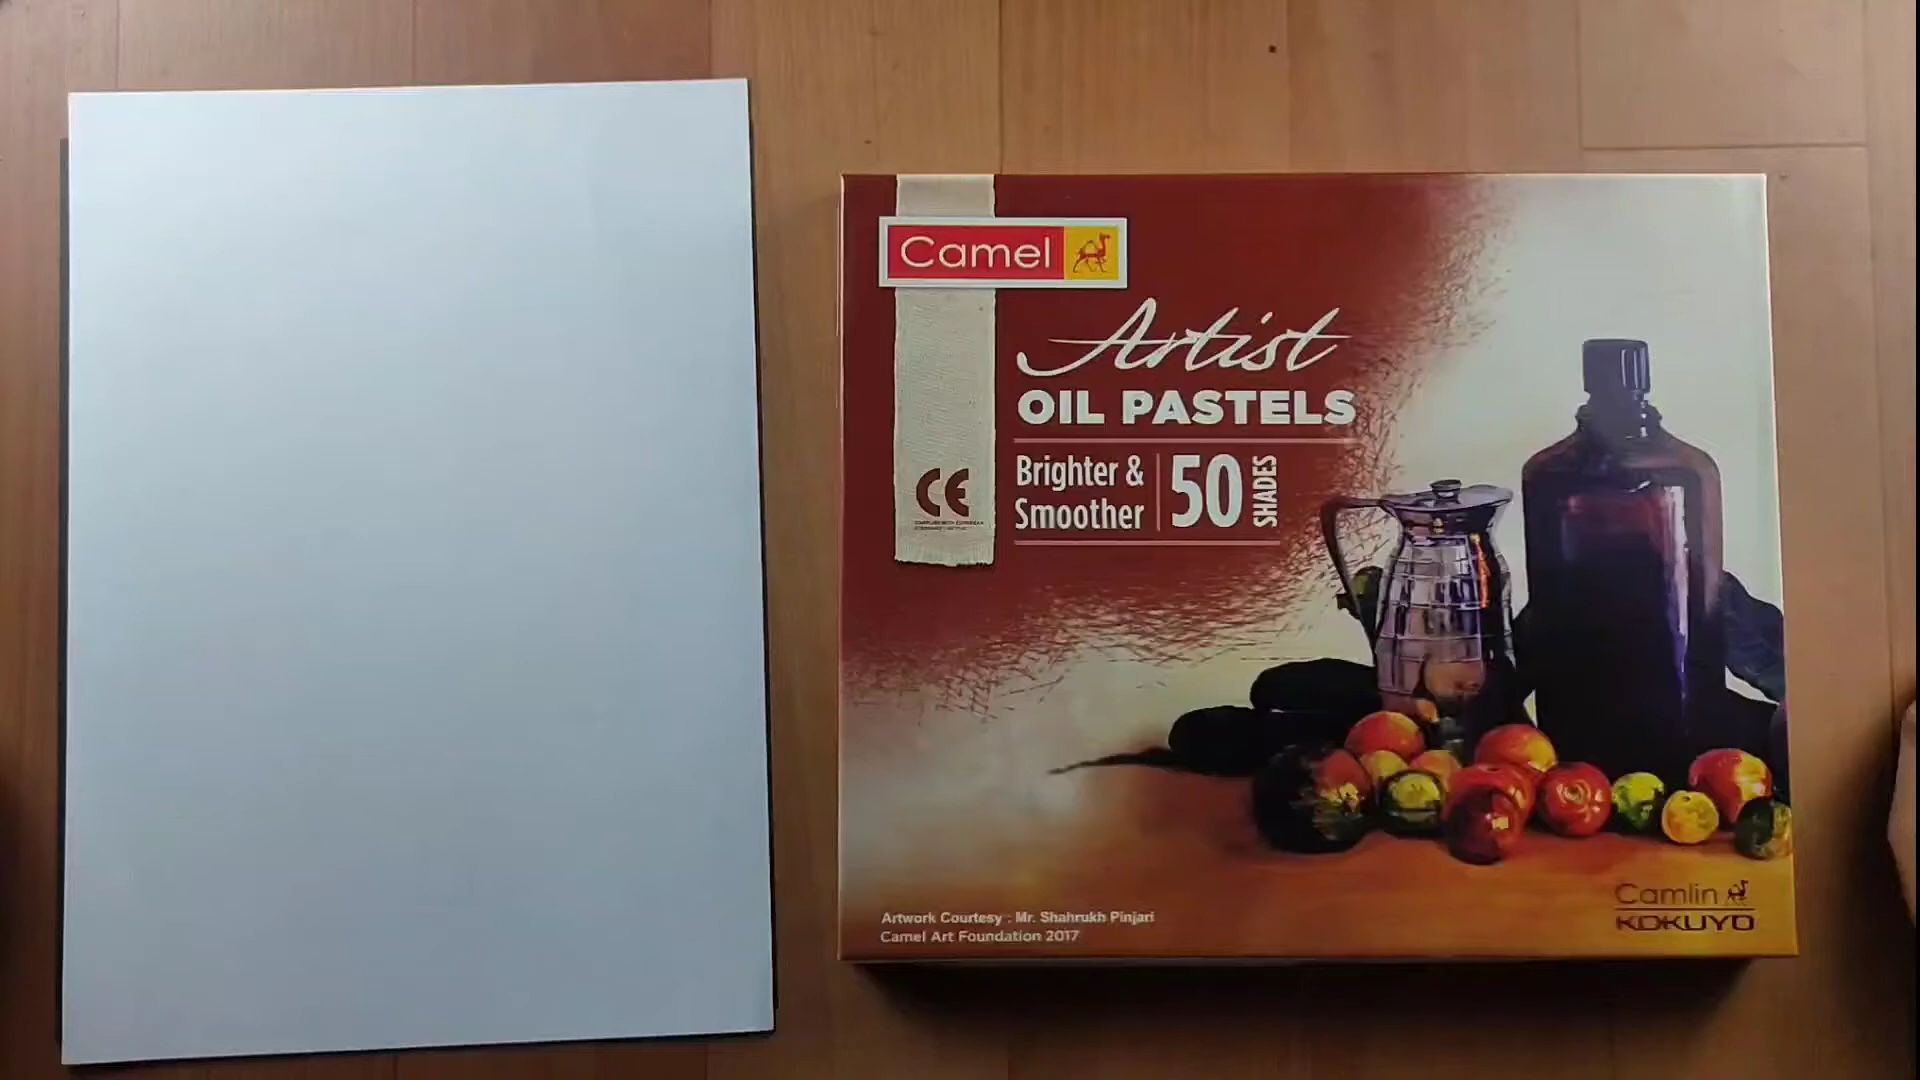 Camel
Artist
OIL PASTELS
Brighter &
Smoother
50
SHADES
CE
Camlin
KOKUYO
Artwork Courtesy : Mr. Shahrukh Pinjari
Camel Art Foundation 2017